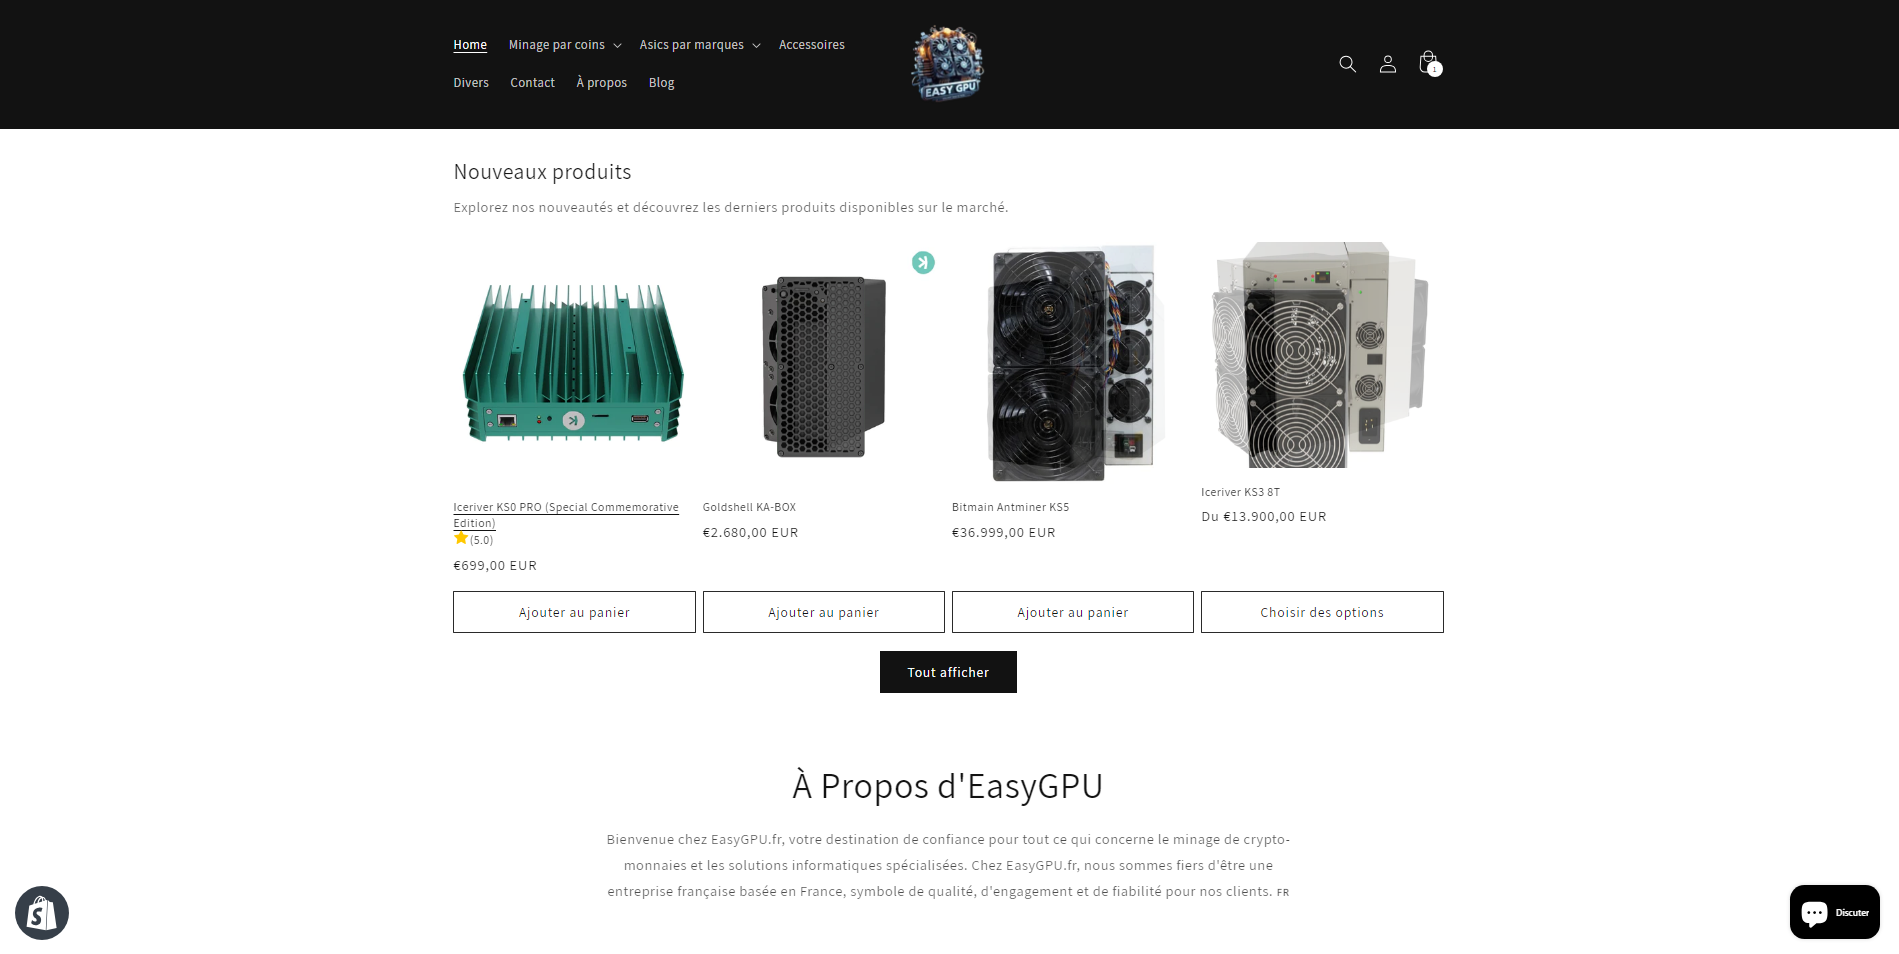 Home Minage par coins Asics par marques Accessoires
Divers Contact À propos Blog
EASY GPU
1
Nouveaux produits
Explorez nos nouveautés et découvrez les derniers produits disponibles sur le marché.
Iceriver KS0 PRO (Special Commemorative
Edition)
(5.0)
€699,00 EUR
Ajouter au panier
Goldshell KA-BOX
€2.680,00 EUR
Ajouter au panier
Bitmain Antminer KS5
€36.999,00 EUR
Ajouter au panier
Iceriver KS3 8T
Du €13.900,00 EUR
Choisir des options
Tout afficher
À Propos d'EasyGPU
Bienvenue chez EasyGPU.fr, votre destination de confiance pour tout ce qui concerne le minage de crypto-
monnaies et les solutions informatiques spécialisées. Chez EasyGPU.fr, nous sommes fiers d'être une
entreprise française basée en France, symbole de qualité, d'engagement et de fiabilité pour nos clients. FR
Discuter